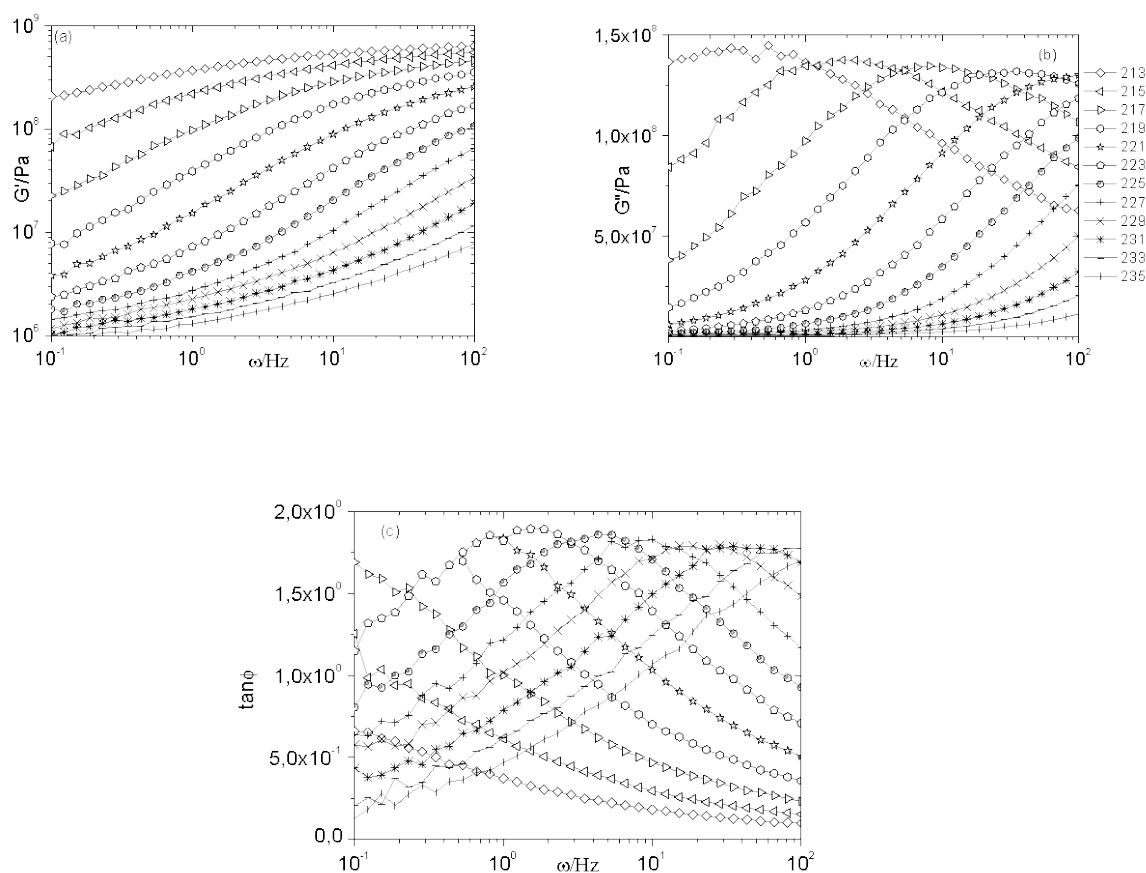 (a)
10⁹
10⁸
10⁷
10⁶
G'/Pa
10⁻¹ 10⁰ 10¹ 10²
ω/Hz
(b)
1,5x10⁸
1,0x10⁸
5,0x10⁷
G''/Pa
10⁻¹ 10⁰ 10¹ 10²
ω/Hz
213
215
217
219
221
223
225
227
229
231
233
235
(c)
2,0x10⁰
1,5x10⁰
1,0x10⁰
5,0x10⁻¹
0,0
tanϕ
10⁻¹ 10⁰ 10¹ 10²
ω/Hz